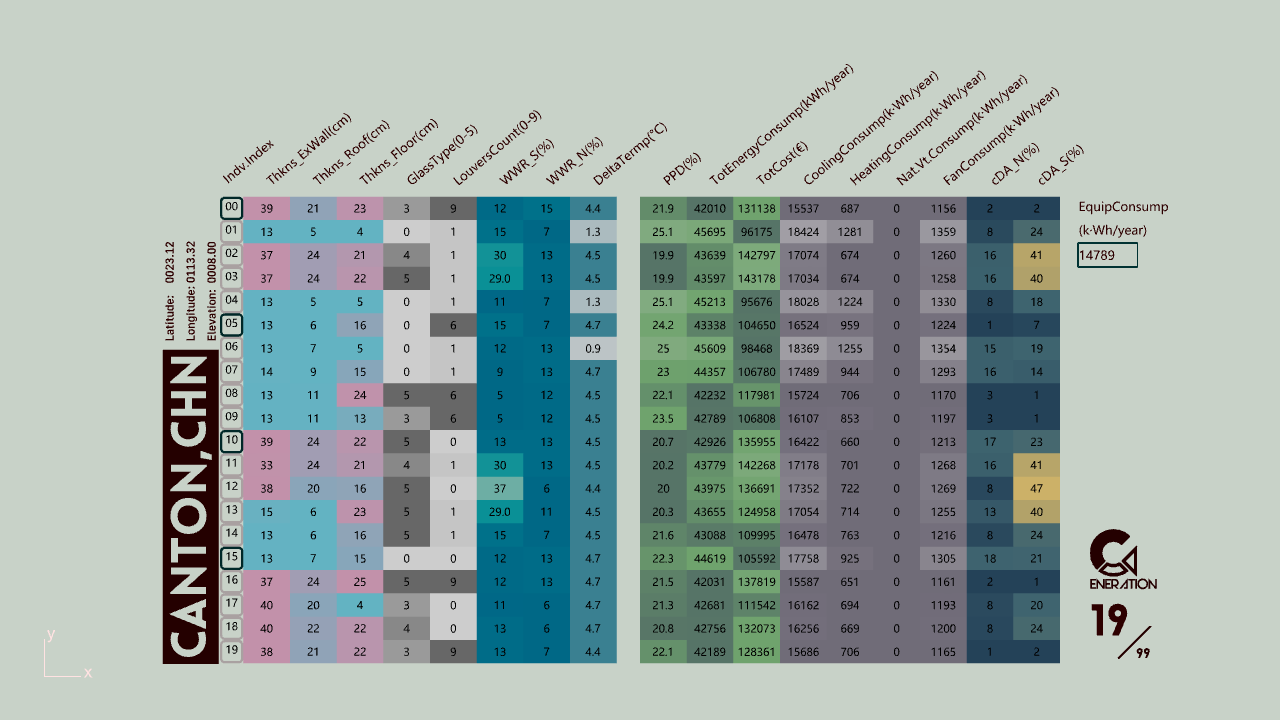 Indv.Index Thkns_ExWall(cm) Thkns_Roof(cm) Thkns_Floor(cm) GlassType(0-5) LouversCount(0-9) WWR_S(%) WWR_N(%) DeltaTermp(°C) PPD(%) TotEnergyConsump(kWh/year) TotCost(€) CoolingConsump(k·Wh/year) HeatingConsump(k·Wh/year) Nat.Vt.Consump(k·Wh/year) FanConsump(k·Wh/year) cDA_N(%) cDA_S(%)
00 39 21 23 3 9 12 15 4.4 21.9 42010 131138 15537 687 0 1156 2 2
01 13 5 4 0 1 15 7 1.3 25.1 45695 96175 18424 1281 0 1359 8 24
02 37 24 21 4 1 30 13 4.5 19.9 43639 142797 17074 674 0 1260 16 41
03 37 24 22 5 1 29.0 13 4.5 19.9 43597 143178 17034 674 0 1258 16 40
04 13 5 5 0 1 11 7 1.3 25.1 45213 95676 18028 1224 0 1330 8 18
05 13 6 16 0 6 15 7 4.7 24.2 43338 104650 16524 959 0 1224 1 7
06 13 7 5 0 1 12 13 0.9 25 45609 98468 18369 1255 0 1354 15 19
07 14 9 15 0 1 9 13 4.7 23 44357 106780 17489 944 0 1293 16 14
08 13 11 24 5 6 5 12 4.5 22.1 42232 117981 15724 706 0 1170 3 1
09 13 11 13 3 6 5 12 4.5 23.5 42789 106808 16107 853 0 1197 3 1
10 39 24 22 5 0 13 13 4.5 20.7 42926 135955 16422 660 0 1213 17 23
11 33 24 21 4 1 30 13 4.5 20.2 43779 142268 17178 701 0 1268 16 41
12 38 20 16 5 0 37 6 4.4 20 43975 136691 17352 722 0 1269 8 47
13 15 6 23 5 1 29.0 11 4.5 20.3 43655 124958 17054 714 0 1255 13 40
14 13 6 16 5 1 15 7 4.5 21.6 43088 109995 16478 763 0 1216 8 24
15 13 7 15 0 0 12 13 4.7 22.3 44619 105592 17758 925 0 1305 18 21
16 37 24 25 5 9 12 13 4.7 21.5 42031 137819 15587 651 0 1161 2 1
17 40 20 4 3 0 11 6 4.7 21.3 42681 111542 16162 694 0 1193 8 20
18 40 22 22 4 0 13 6 4.7 20.8 42756 132073 16256 669 0 1200 8 24
19 38 21 22 3 9 13 7 4.4 22.1 42189 128361 15686 706 0 1165 1 2
EquipConsump
(k·Wh/year)
14789
Latitude: 0023.12
Longitude: 0113.32
Elevation: 0008.00
CANTON,CHN
GENERATION
19/99
y
x